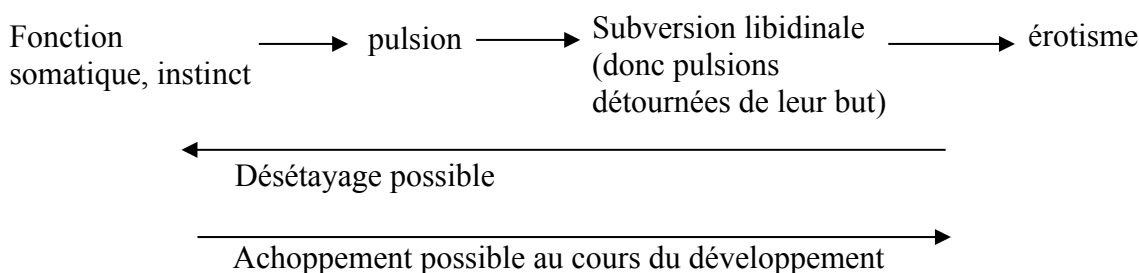 Fonction
somatique, instinct
pulsion
Subversion libidinale
(donc pulsions
détournées de leur but)
érotisme
Désétayage possible
Achoppement possible au cours du développement